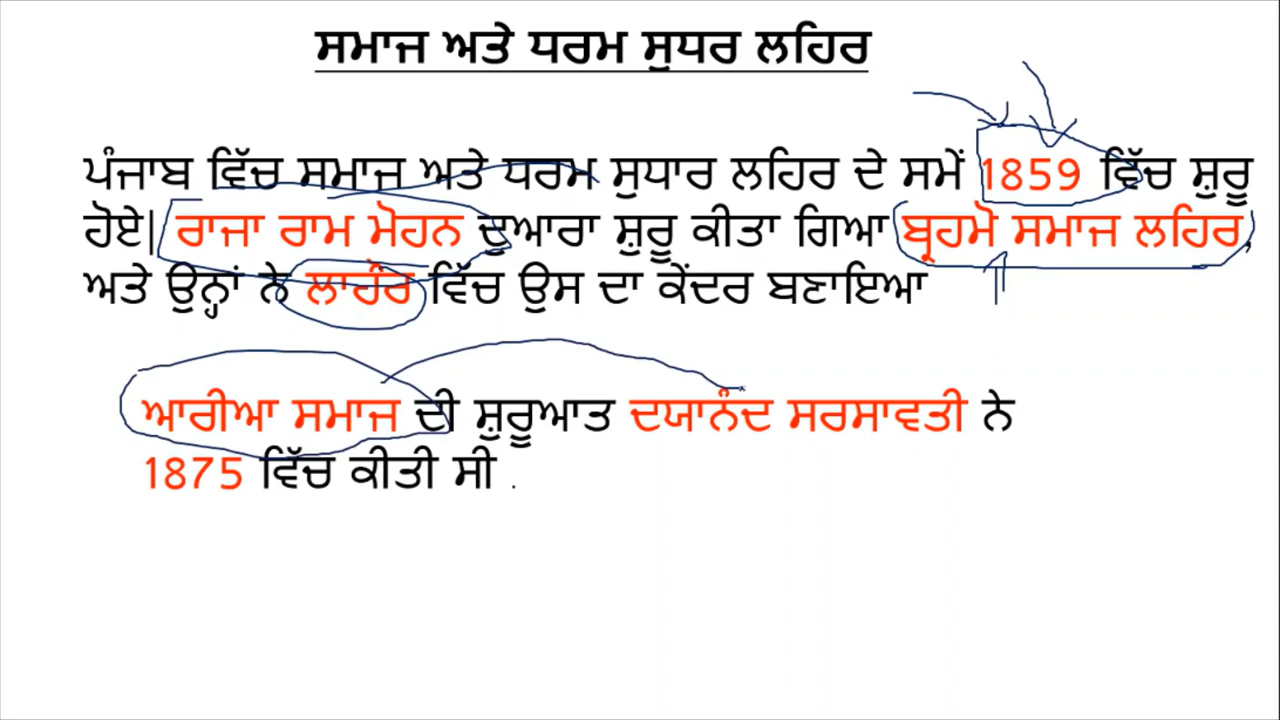 ਸਮਾਜ ਅਤੇ ਧਰਮ ਸੁਧਰ ਲਹਿਰ
ਪੰਜਾਬ ਵਿੱਚ ਸਮਾਜ ਅਤੇ ਧਰਮ ਸੁਧਾਰ ਲਹਿਰ ਦੇ ਸਮੇਂ 1859 ਵਿੱਚ ਸ਼ੁਰੂ
ਹੋਏ| ਰਾਜਾ ਰਾਮ ਮੋਹਨ ਦੁਆਰਾ ਸ਼ੁਰੂ ਕੀਤਾ ਗਿਆ ਬ੍ਰਹਮੋ ਸਮਾਜ ਲਹਿਰ,
ਅਤੇ ਉਨ੍ਹਾਂ ਨੇ ਲਾਹੌਰ ਵਿੱਚ ਉਸ ਦਾ ਕੇਂਦਰ ਬਣਾਇਆ
ਆਰੀਆ ਸਮਾਜ ਦੀ ਸ਼ੁਰੂਆਤ ਦਯਾਨੰਦ ਸਰਸਾਵਤੀ ਨੇ
1875 ਵਿੱਚ ਕੀਤੀ ਸੀ .